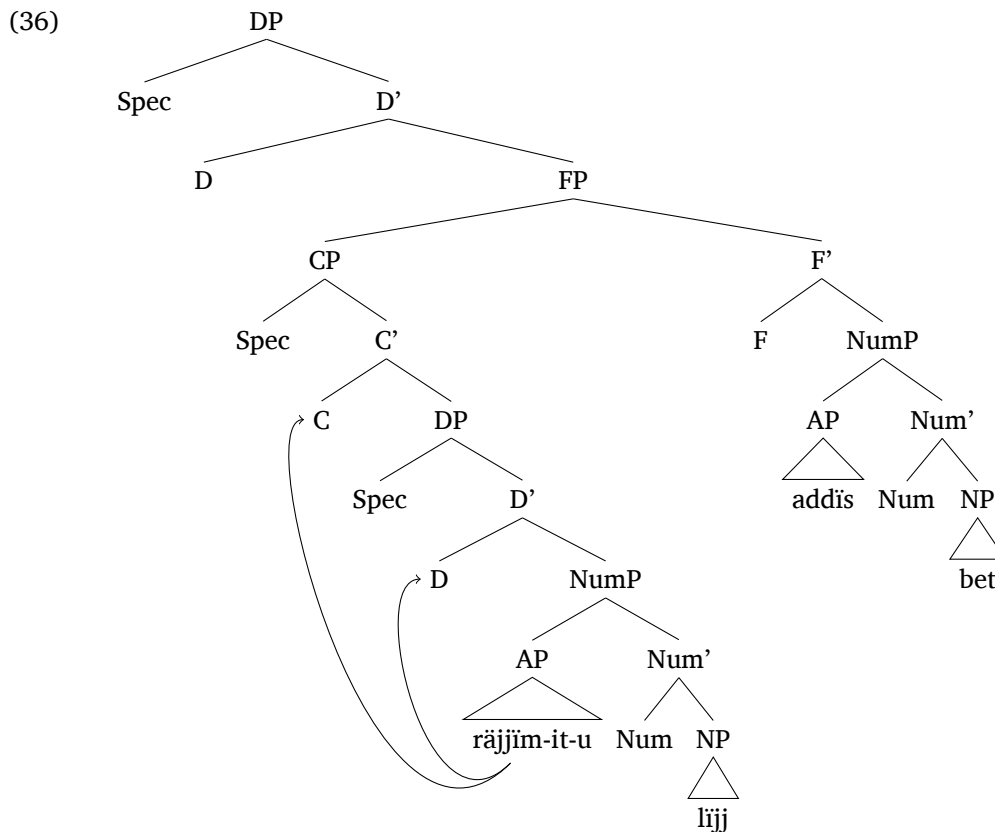 (36) DP
Spec D’
D FP
CP F’
Spec C’ F NumP
C DP AP Num’
Spec D’ addïs Num NP
D NumP bet
AP Num’
räjjïm-it-u Num NP
lïjj